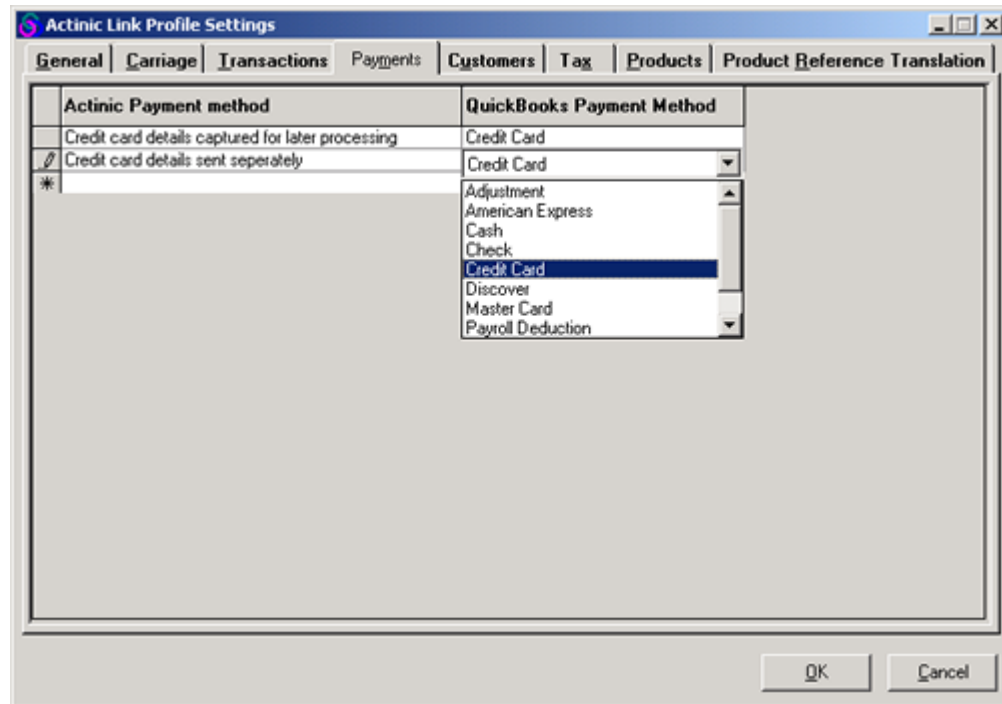 Actinic Link Profile Settings
General Carriage Transactions Payments Customers Tax Products Product Reference Translation
Actinic Payment method QuickBooks Payment Method
Credit card details captured for later processing Credit Card
Credit card details sent seperately Credit Card
Adjustment
American Express
Cash
Check
Credit Card
Discover
Master Card
Payroll Deduction
OK Cancel